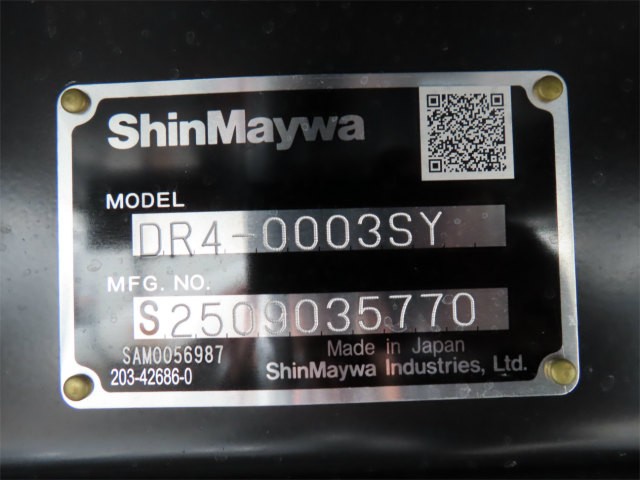 ShinMaywa
MODEL
DR4-0003SY
MFG. NO.
S2509035770
SAM0056987
203-42686-0
Made in Japan
ShinMaywa Industries, Ltd.